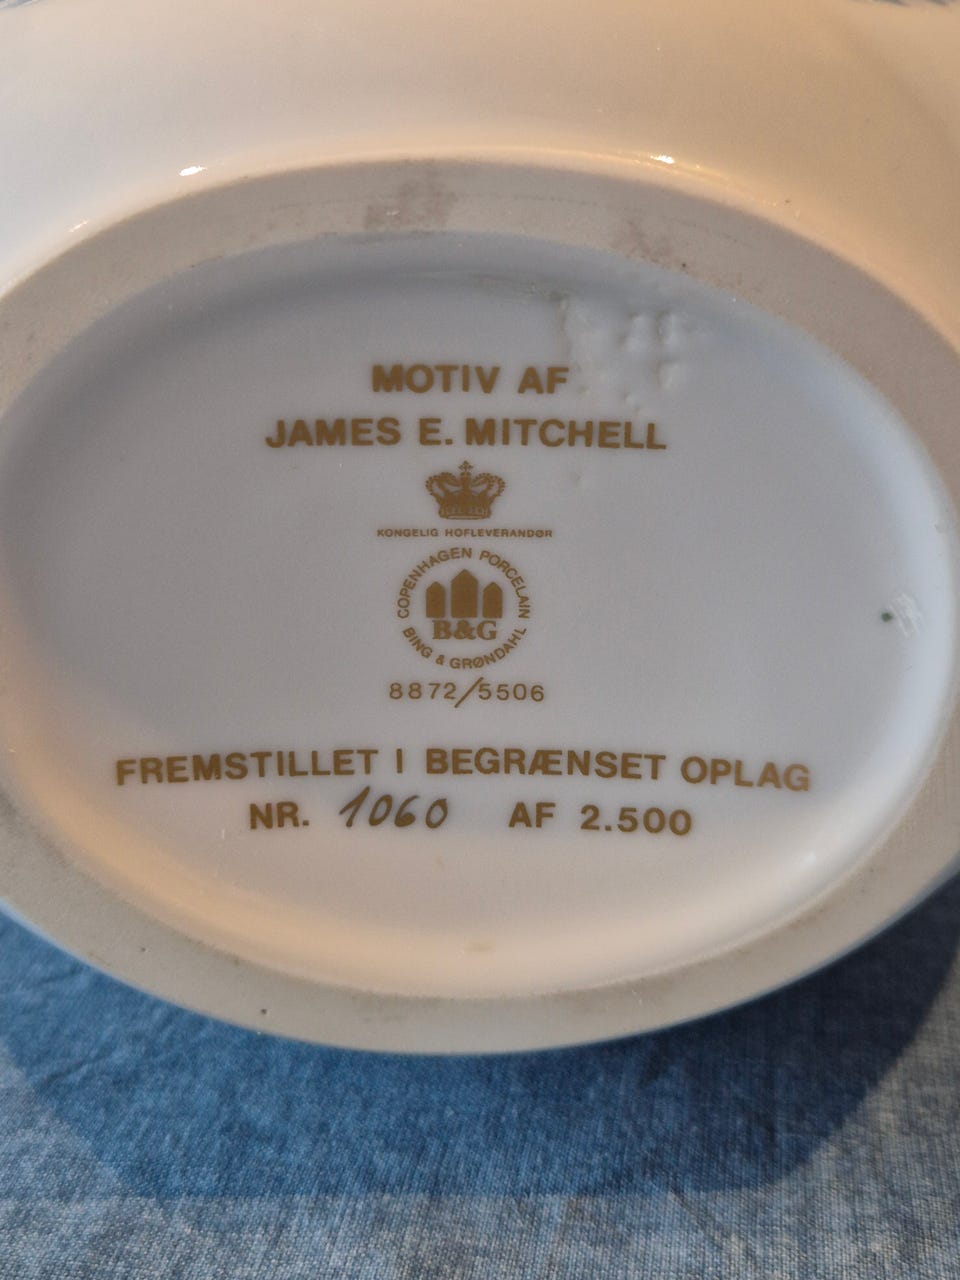 MOTIV AF
JAMES E. MITCHELL
KONGELIG HOFLEVERANDØR
COPENHAGEN PORCELAIN
B&G
BING & GRØNDAHL
8872/5506
FREMSTILLET I BEGRÆNSET OPLAG
NR. 1060 AF 2.500